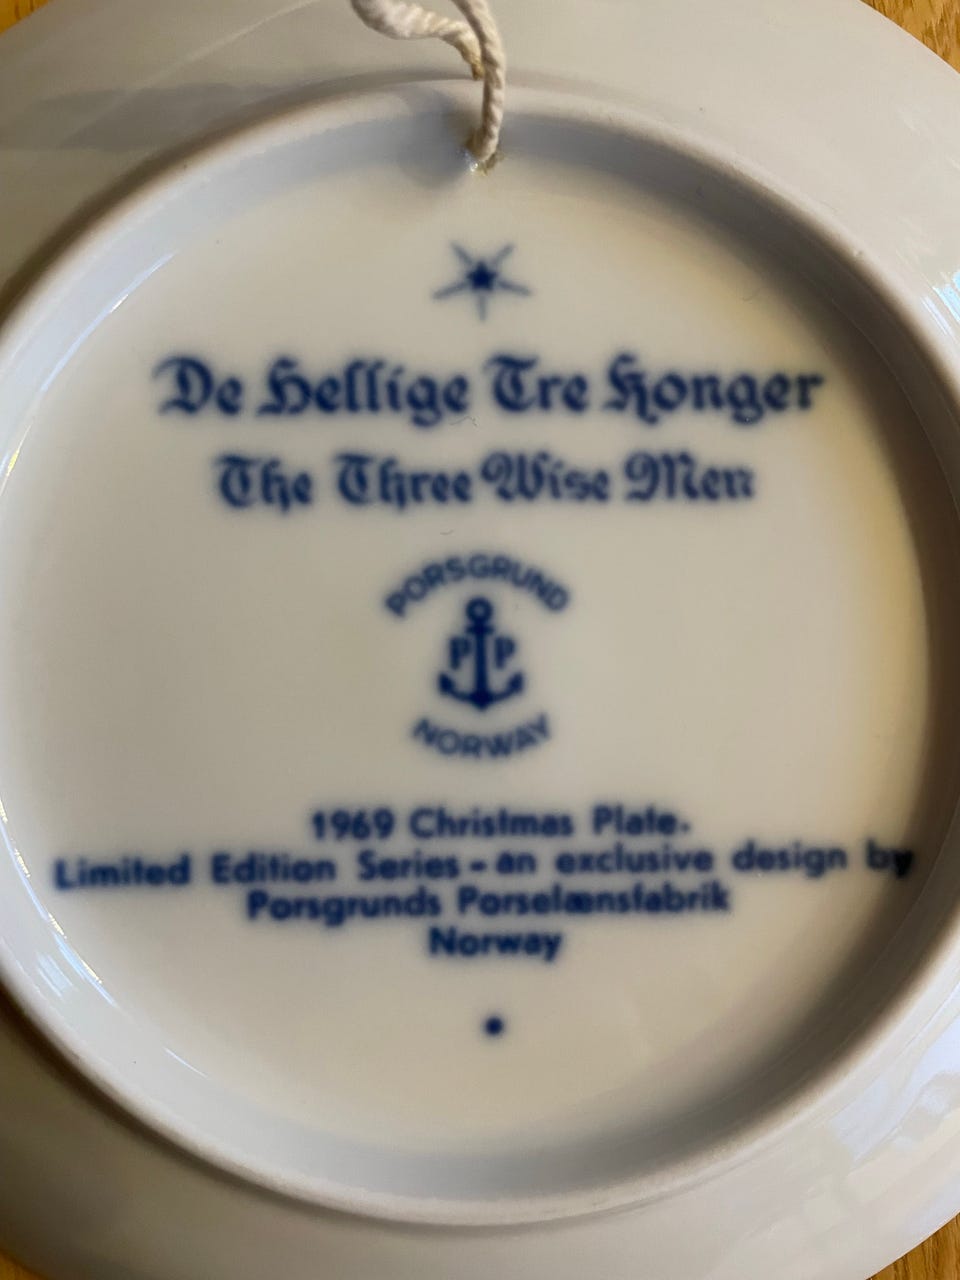 De Hellige Tre Konger
The Three Wise Men
PORSGRUND
P P
NORWAY
1969 Christmas Plate.
Limited Edition Series - an exclusive design by
Porsgrunds Porselænsfabrik
Norway